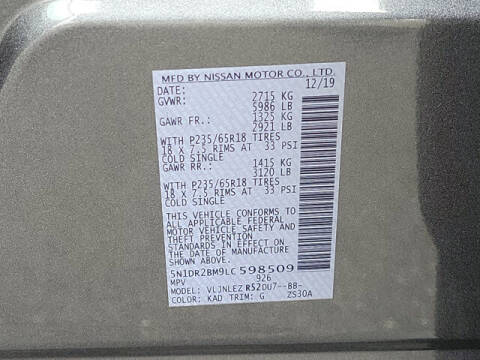 MFD BY NISSAN MOTOR CO., LTD.
DATE: 12/19
GVWR: 2715 KG
5986 LB
GAWR FR.: 1325 KG
2921 LB
WITH P235/65R18 TIRES
18 X 7.5 RIMS AT 33 PSI
COLD SINGLE
GAWR RR: 1415 KG
3120 LB
WITH P235/65R18 TIRES
18 X 7.5 RIMS AT 33 PSI
COLD SINGLE
THIS VEHICLE CONFORMS TO
ALL APPLICABLE FEDERAL
MOTOR VEHICLE SAFETY AND
THEFT PREVENTION
STANDARDS IN EFFECT ON
THE DATE OF MANUFACTURE
SHOWN ABOVE.
5N1DR2BM9LC598509
MPV 926
MODEL: VLJNLEZ R520U7--BB-
COLOR: KAD TRIM: G ZS30A